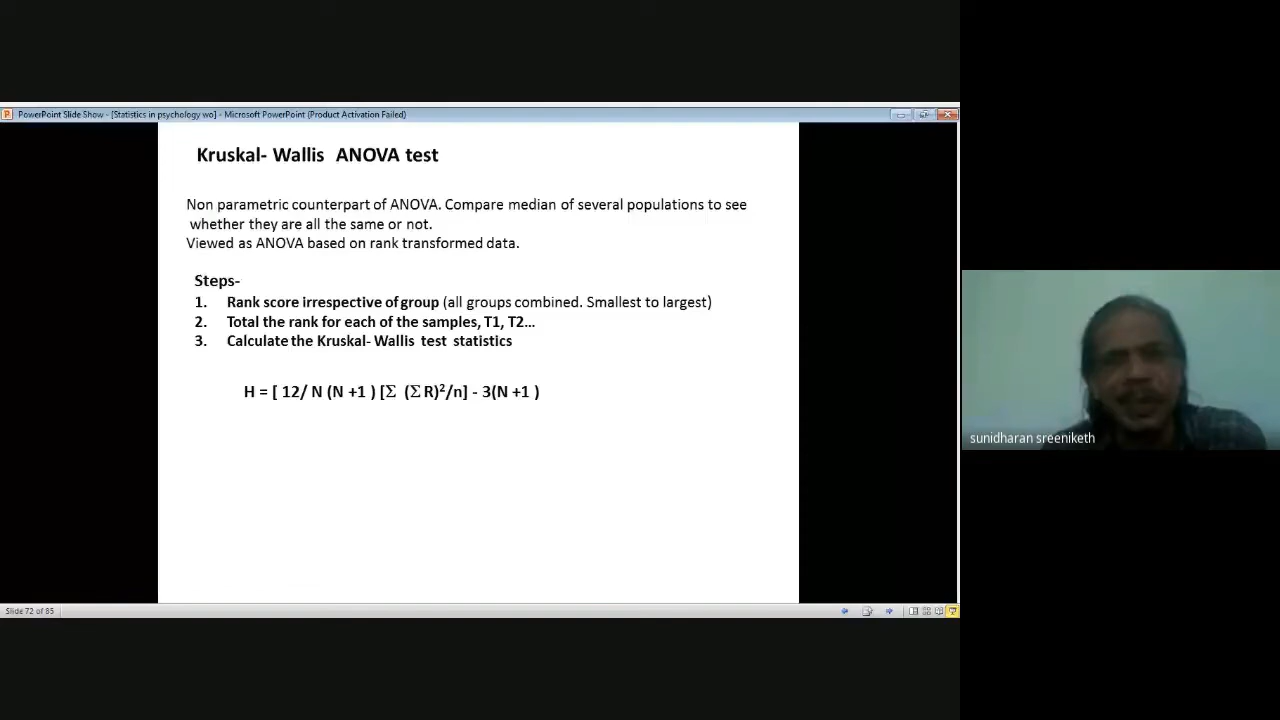 PowerPoint Slide Show - [Statistics in psychology wo] - Microsoft PowerPoint (Product Activation Failed)
Kruskal- Wallis ANOVA test
Non parametric counterpart of ANOVA. Compare median of several populations to see
whether they are all the same or not.
Viewed as ANOVA based on rank transformed data.
Steps-
1. Rank score irrespective of group (all groups combined. Smallest to largest)
2. Total the rank for each of the samples, T1, T2...
3. Calculate the Kruskal- Wallis test statistics
H = [ 12/ N (N +1 ) [Σ (Σ R)²/n] - 3(N +1 )
sunidharan sreeniketh
Slide 72 of 85